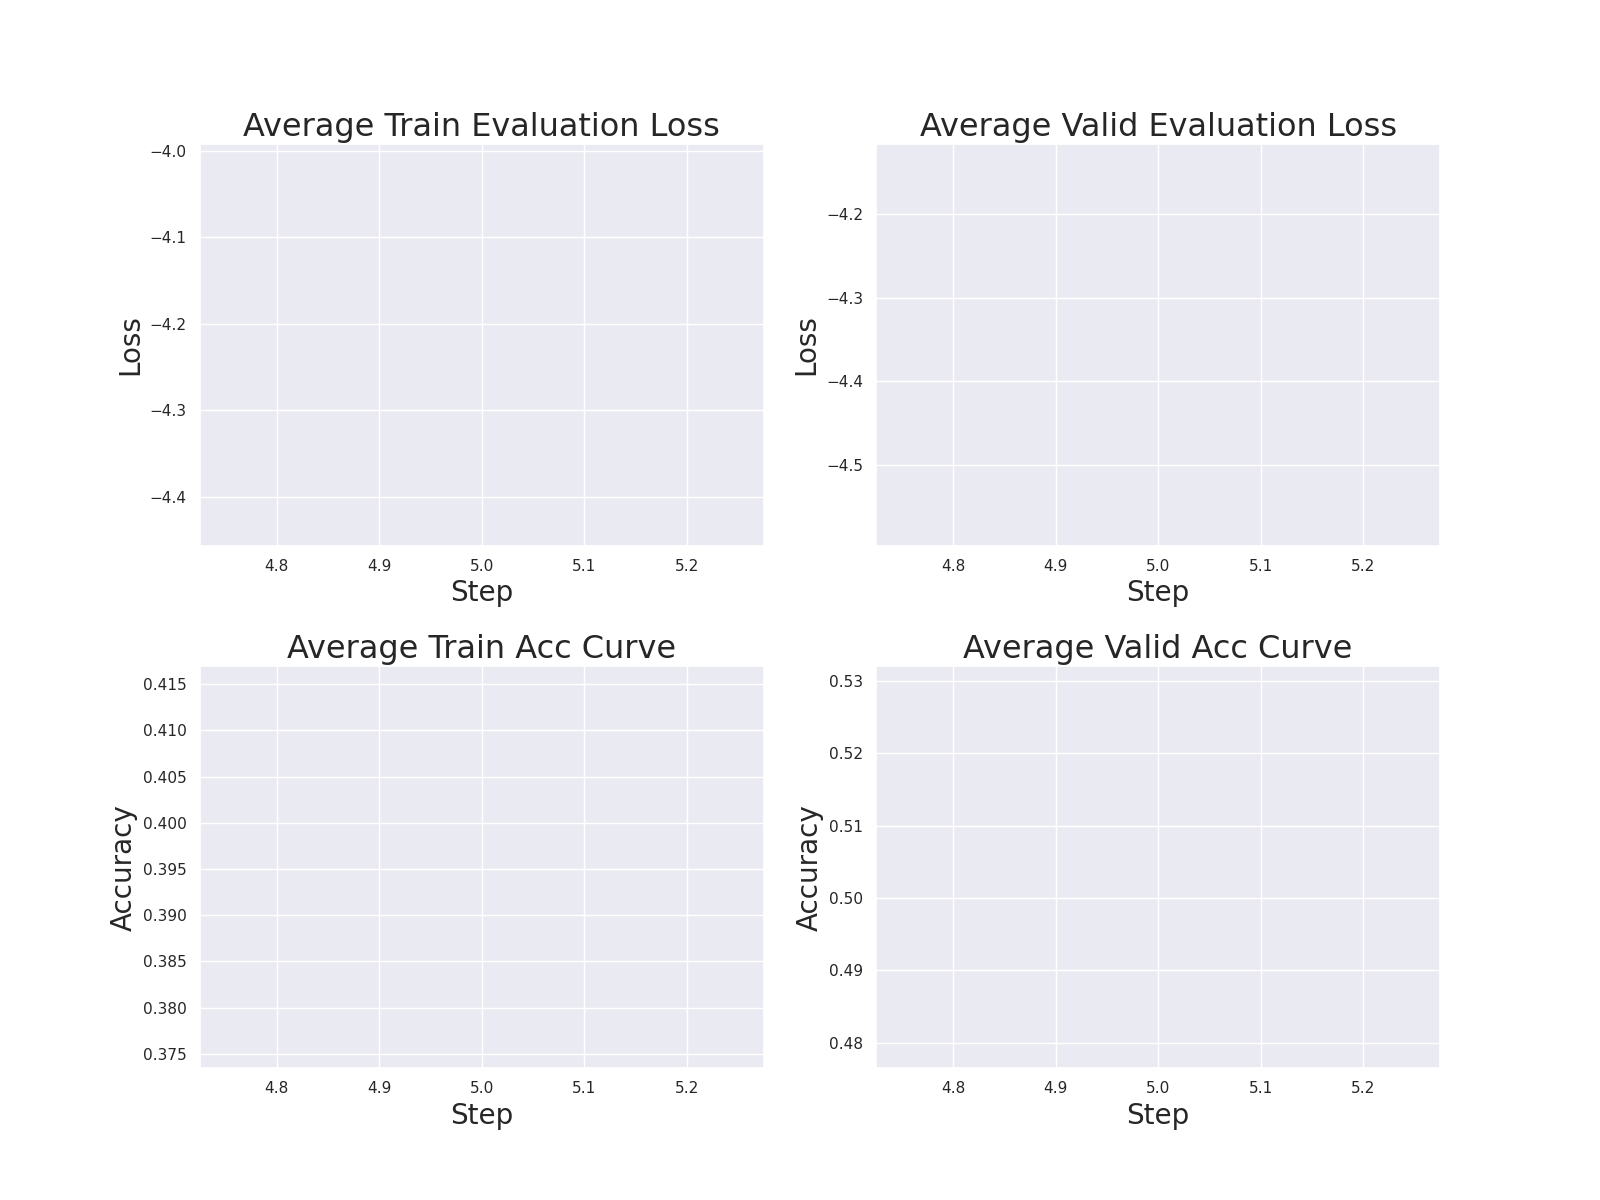 Average Train Evaluation Loss
−4.0
−4.1
−4.2
−4.3
−4.4
Loss
4.8 4.9 5.0 5.1 5.2
Step
Average Valid Evaluation Loss
−4.2
−4.3
−4.4
−4.5
Loss
4.8 4.9 5.0 5.1 5.2
Step
Average Train Acc Curve
0.415
0.410
0.405
0.400
0.395
0.390
0.385
0.380
0.375
Accuracy
4.8 4.9 5.0 5.1 5.2
Step
Average Valid Acc Curve
0.53
0.52
0.51
0.50
0.49
0.48
Accuracy
4.8 4.9 5.0 5.1 5.2
Step